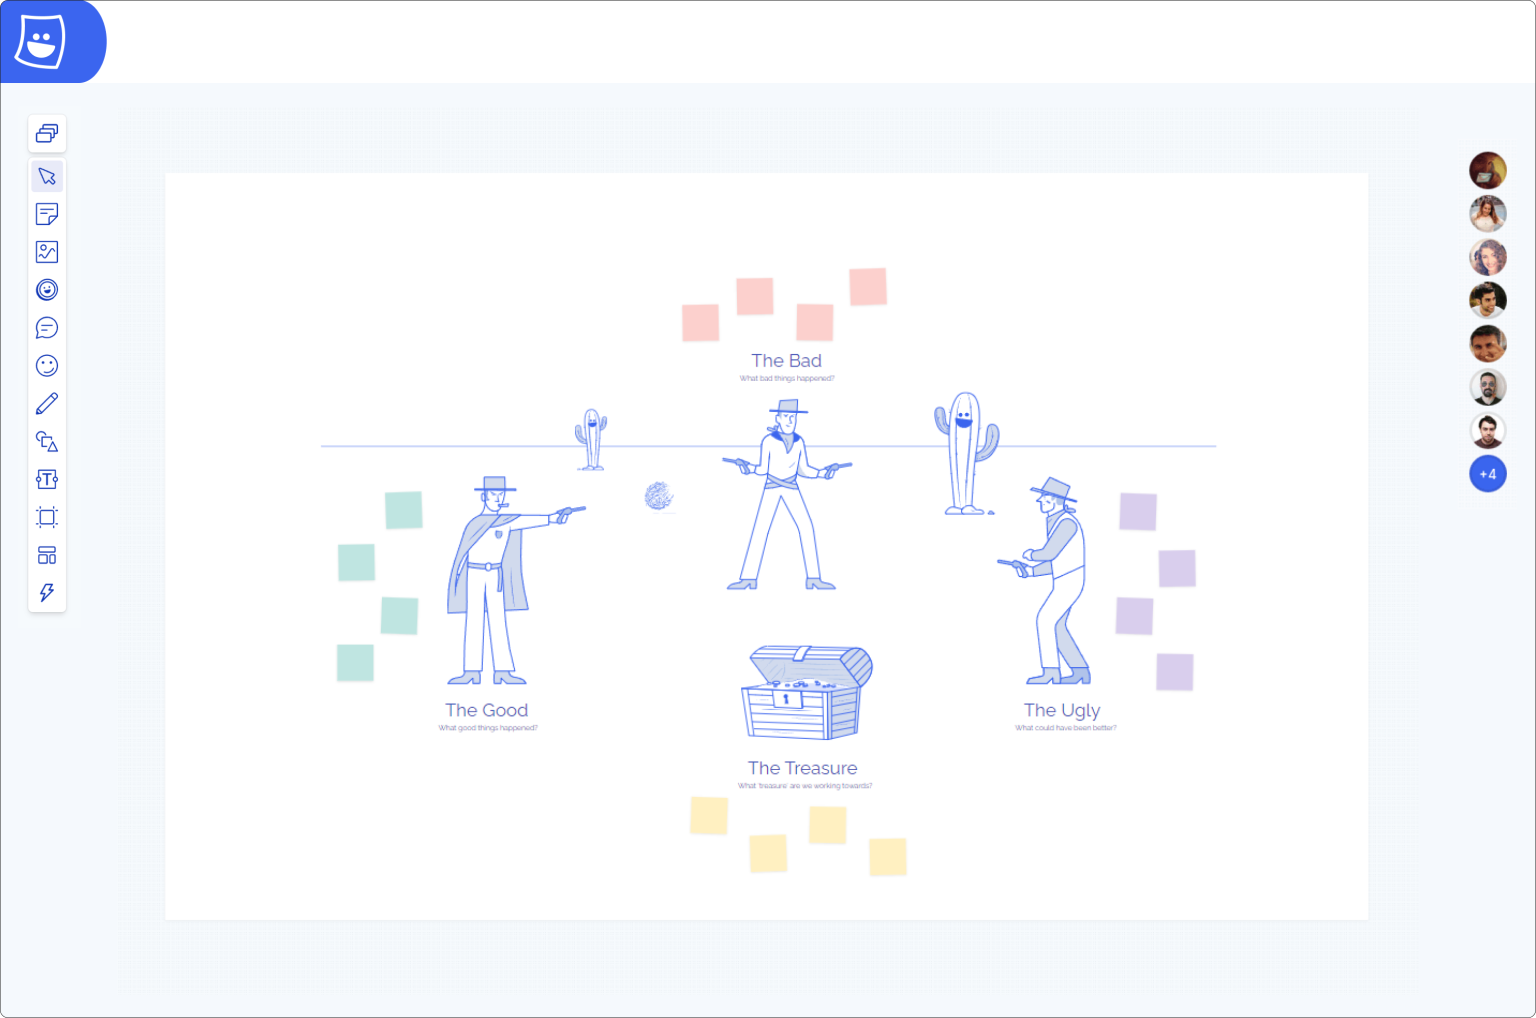 The Bad
What bad things happened?
The Good
What good things happened?
The Ugly
What could have been better?
The Treasure
What 'treasure' are we working towards?
+4
T